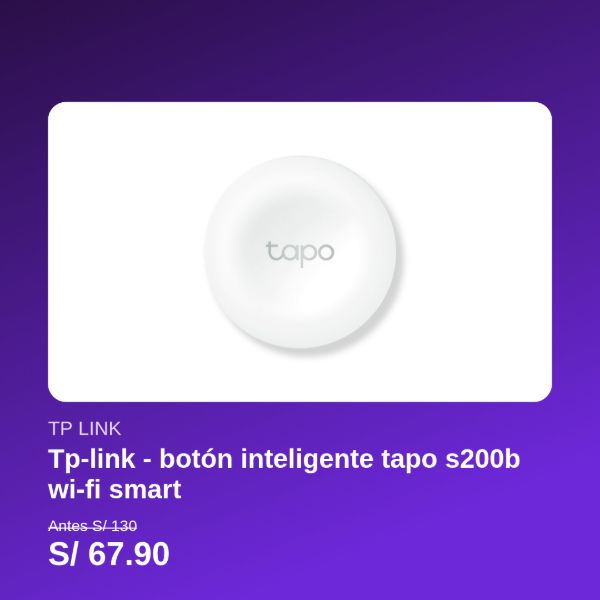 tapo
TP LINK
Tp-link - botón inteligente tapo s200b
wi-fi smart
Antes S/ 130
S/ 67.90